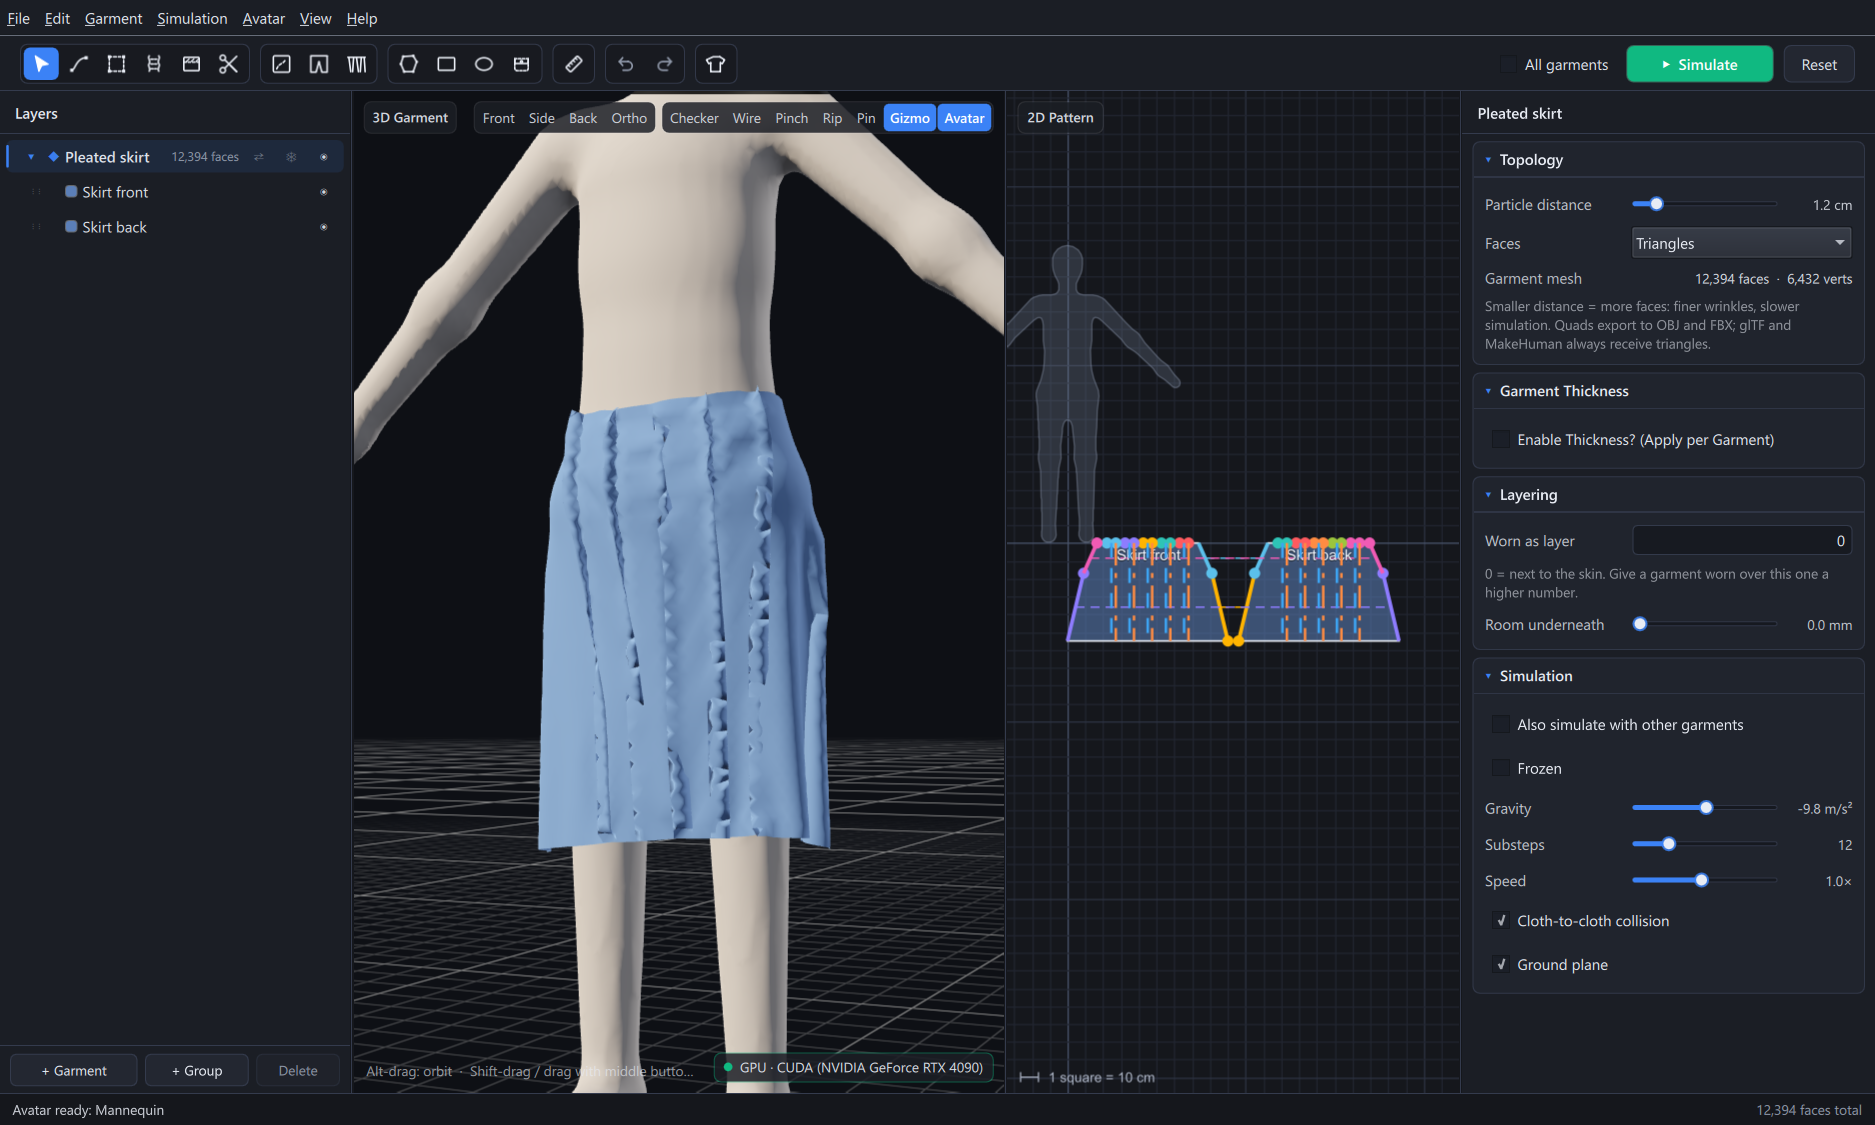 File Edit Garment Simulation Avatar View Help
All garments
Simulate
Reset
Layers
Pleated skirt 12,394 faces
Skirt front
Skirt back
+ Garment
+ Group
Delete
3D Garment
Front Side Back Ortho
Checker Wire Pinch Rip Pin Gizmo Avatar
Alt-drag: orbit · Shift-drag / drag with middle butto...
GPU · CUDA (NVIDIA GeForce RTX 4090)
2D Pattern
Skirt front
Skirt back
1 square = 10 cm
Pleated skirt
Topology
Particle distance 1.2 cm
Faces Triangles
Garment mesh 12,394 faces · 6,432 verts
Smaller distance = more faces: finer wrinkles, slower
simulation. Quads export to OBJ and FBX; glTF and
MakeHuman always receive triangles.
Garment Thickness
Enable Thickness? (Apply per Garment)
Layering
Worn as layer 0
0 = next to the skin. Give a garment worn over this one a
higher number.
Room underneath 0.0 mm
Simulation
Also simulate with other garments
Frozen
Gravity -9.8 m/s²
Substeps 12
Speed 1.0×
Cloth-to-cloth collision
Ground plane
Avatar ready: Mannequin
12,394 faces total